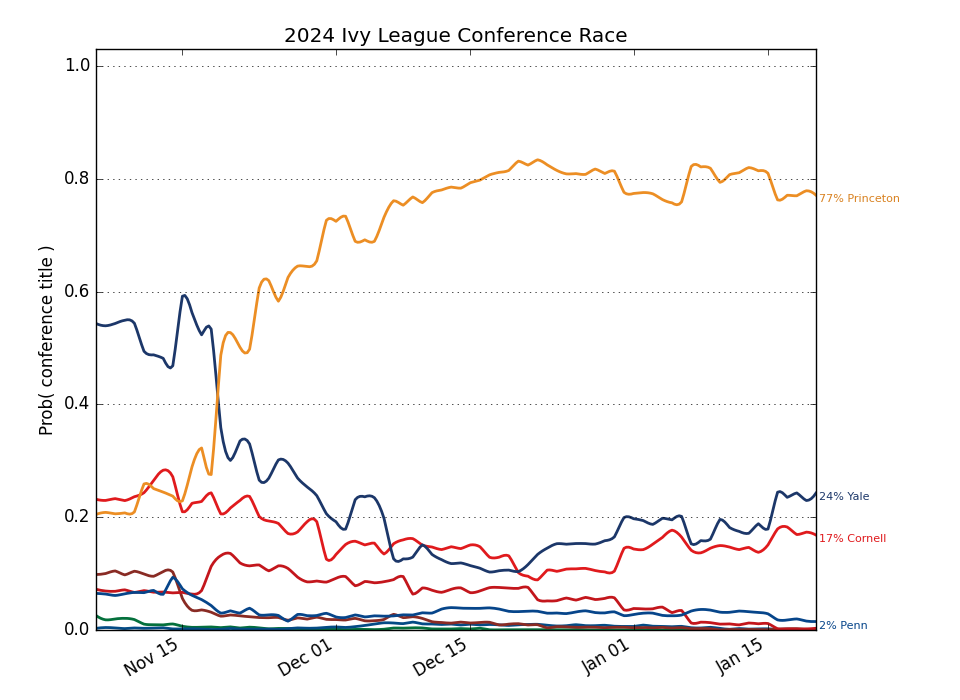 2024 Ivy League Conference Race
Prob( conference title )
1.0
0.8
0.6
0.4
0.2
0.0
77% Princeton
24% Yale
17% Cornell
2% Penn
Nov 15
Dec 01
Dec 15
Jan 01
Jan 15